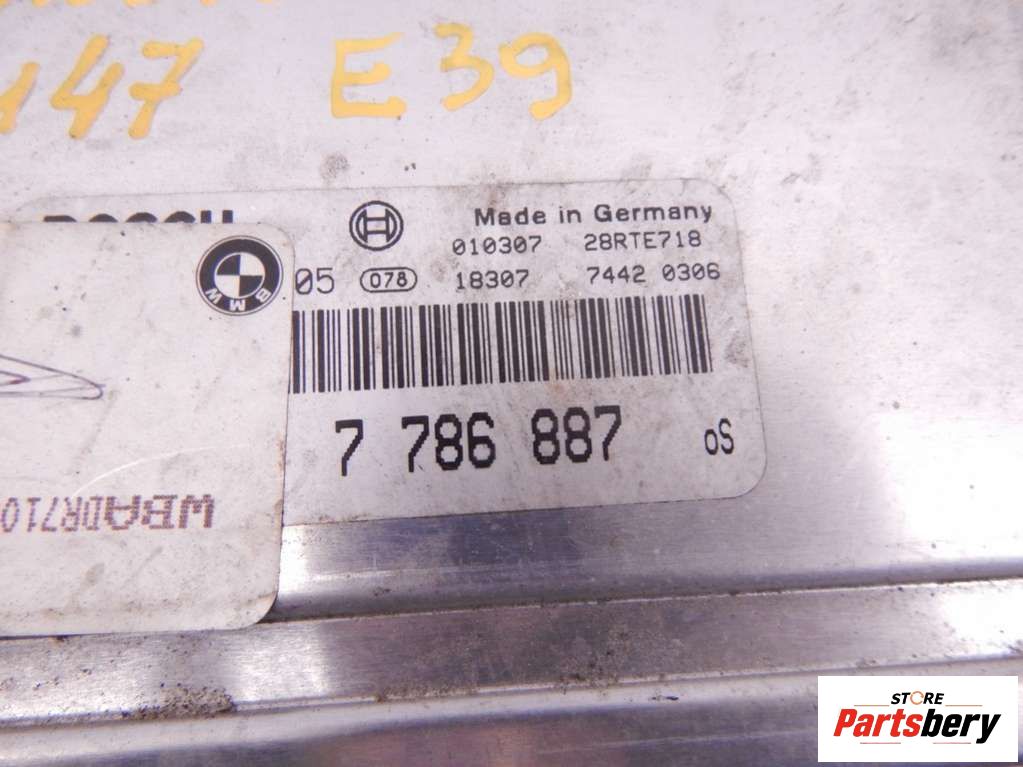 147 E39
BOSCH
Made in Germany
010307 28RTE718
05 078 18307 7442 0306
BMW
7 786 887 oS
WBADR710
STORE
Partsbery